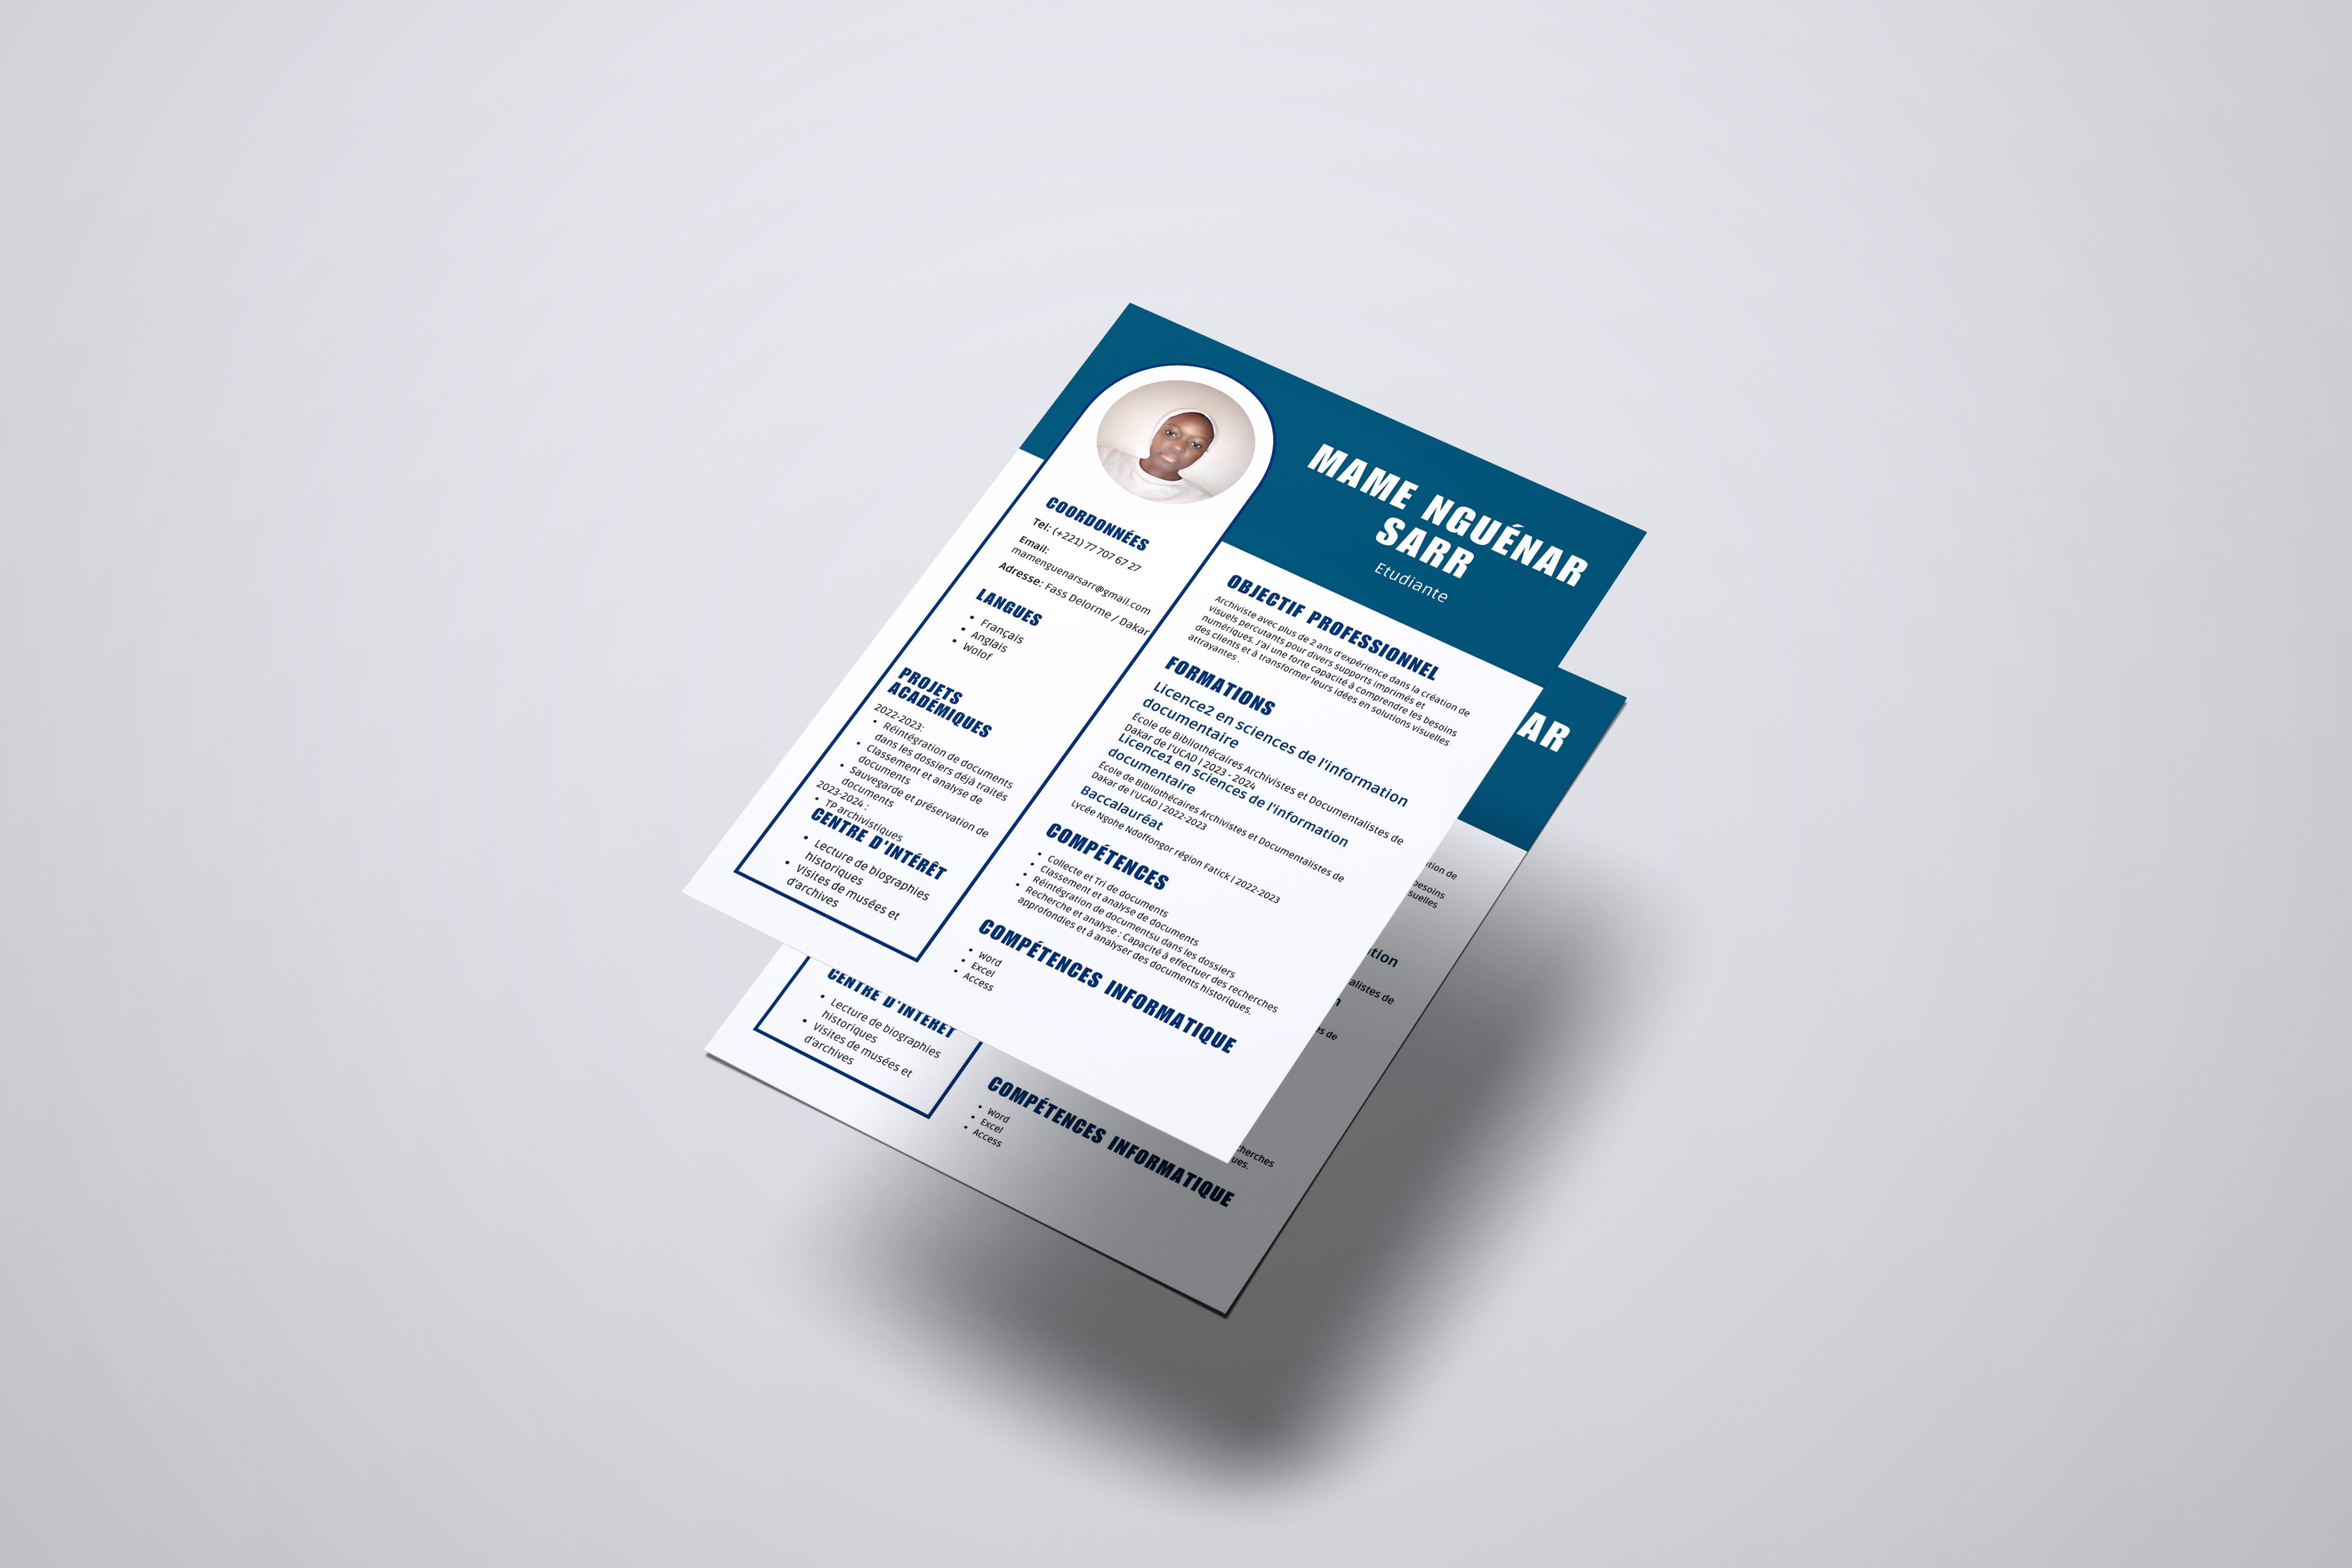 MAME NGUÉNAR
SARR
Etudiante
COORDONNÉES
Tel: (+221) 77 707 67 27
Email:
mamenguenarsarr@gmail.com
Adresse: Fass Delorme / Dakar
LANGUES
• Français
• Anglais
• Wolof
PROJETS
ACADÉMIQUES
2022-2023:
• Réintégration de documents
dans les dossiers déjà traités
• Classement et analyse de
documents
• Sauvegarde et préservation de
documents
2023-2024 :
• TP archivistiques
CENTRE D'INTÉRÊT
• Lecture de biographies
historiques
• Visites de musées et
d'archives
OBJECTIF PROFESSIONNEL
Archiviste avec plus de 2 ans d'expérience dans la création de
visuels percutants pour divers supports imprimés et
numériques. J'ai une forte capacité à comprendre les besoins
des clients et à transformer leurs idées en solutions visuelles
attrayantes .
FORMATIONS
Licence2 en sciences de l'information
documentaire
École de Bibliothécaires Archivistes et Documentalistes de
Dakar de l'UCAD | 2023 - 2024
Licence1 en sciences de l'information
documentaire
École de Bibliothécaires Archivistes et Documentalistes de
Dakar de l'UCAD | 2022-2023
Baccalauréat
Lycée Ngohe Ndoffongor région Fatick | 2022-2023
COMPÉTENCES
• Collecte et Tri de documents
• Classement et analyse de documents
• Réintégration de documentsu dans les dossiers
• Recherche et analyse : Capacité à effectuer des recherches
approfondies et à analyser des documents historiques.
COMPÉTENCES INFORMATIQUE
• Word
• Excel
• Access
AR
tion de
besoins
suelles
tion
alistes de
n
es de
cherches
ues.
CENTRE D'INTÉRÊT
• Lecture de biographies
historiques
• Visites de musées et
d'archives
COMPÉTENCES INFORMATIQUE
• Word
• Excel
• Access